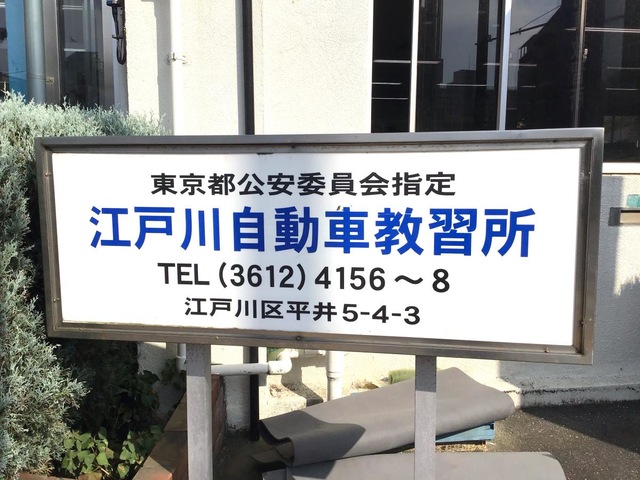 東京都公安委員会指定
江戸川自動車教習所
TEL(3612)4156～8
江戸川区平井5-4-3